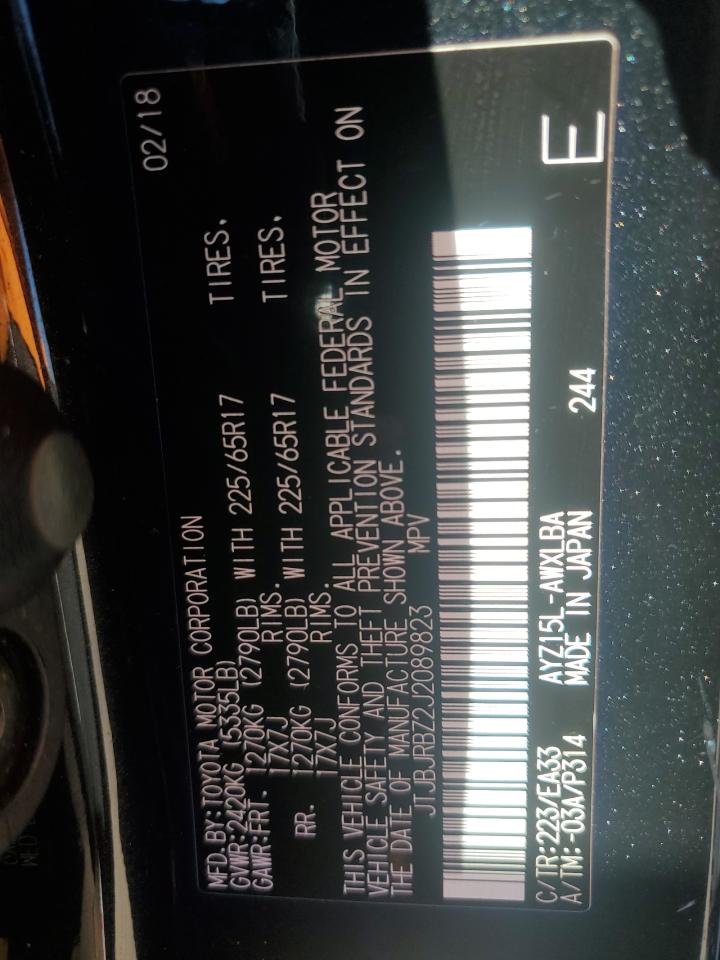 MFD.BY:TOYOTA MOTOR CORPORATION 02/18
GVWR:2420KG (5335LB)
GAWR:FRT. 1270KG (2790LB) WITH 225/65R17 TIRES.
17X7J RIMS.
RR. 1270KG (2790LB) WITH 225/65R17 TIRES.
17X7J RIMS.
THIS VEHICLE CONFORMS TO ALL APPLICABLE FEDERAL MOTOR
VEHICLE SAFETY AND THEFT PREVENTION STANDARDS IN EFFECT ON
THE DATE OF MANUFACTURE SHOWN ABOVE.
JTJBJRBZ2J2089823 MPV
C/TR:223/EA33 AYZ15L-AWXLBA 244 E
A/TM:-03A/P314 MADE IN JAPAN